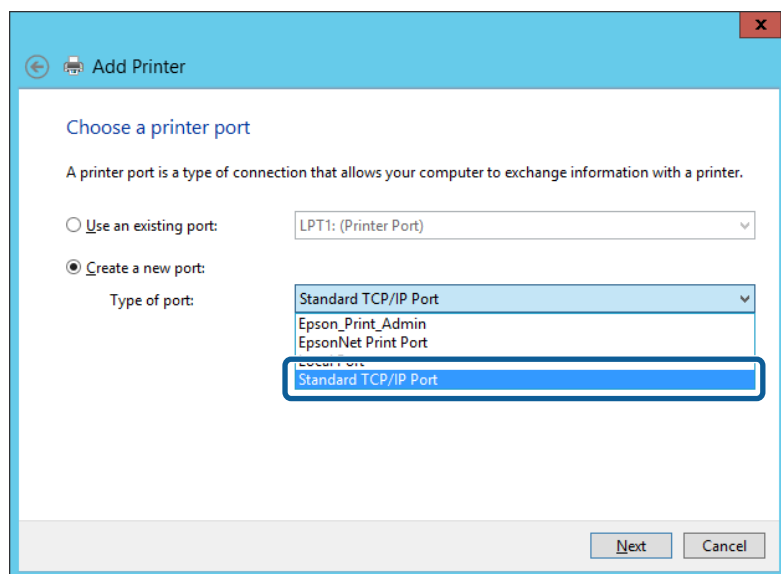 x
Add Printer
Choose a printer port
A printer port is a type of connection that allows your computer to exchange information with a printer.
Use an existing port: LPT1: (Printer Port)
Create a new port:
Type of port: Standard TCP/IP Port
Epson_Print_Admin
EpsonNet Print Port
Local Port
Standard TCP/IP Port
Next Cancel